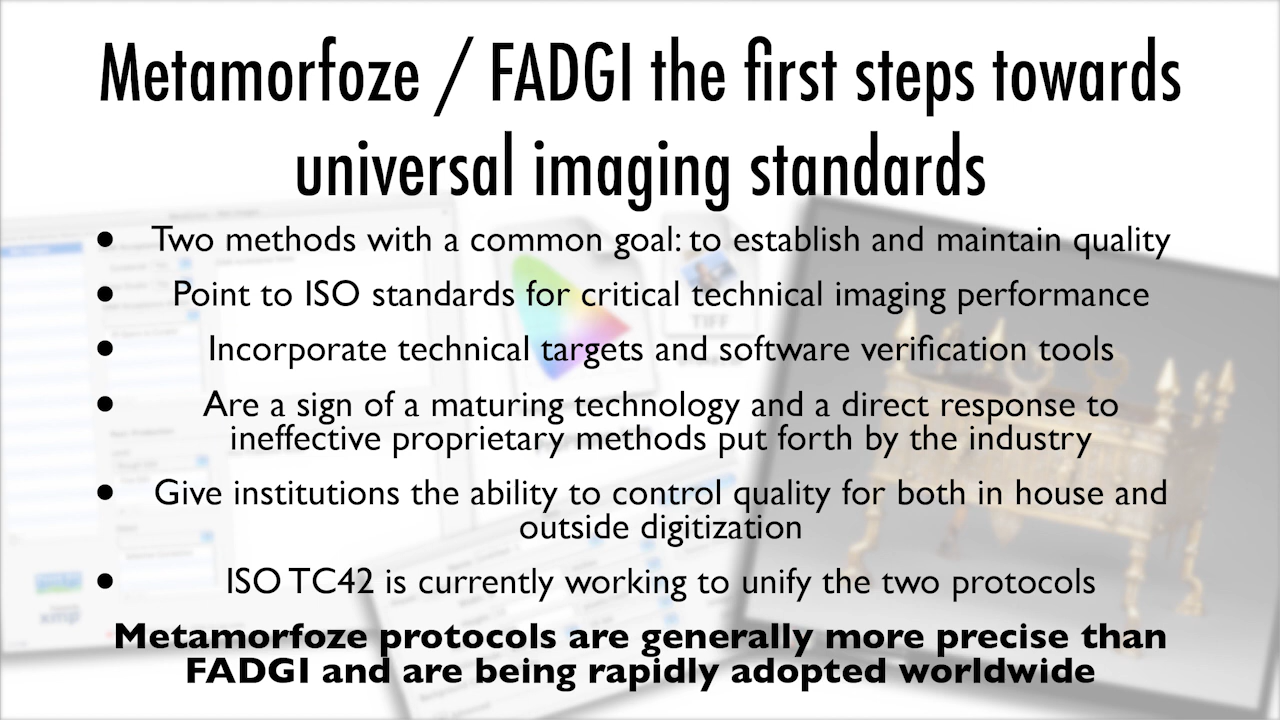 Metamorfoze / FADGI the first steps towards
universal imaging standards
• Two methods with a common goal: to establish and maintain quality
• Point to ISO standards for critical technical imaging performance
• Incorporate technical targets and software verification tools
• Are a sign of a maturing technology and a direct response to
ineffective proprietary methods put forth by the industry
• Give institutions the ability to control quality for both in house and
outside digitization
• ISO TC42 is currently working to unify the two protocols
Metamorfoze protocols are generally more precise than
FADGI and are being rapidly adopted worldwide
TIFF
xmp